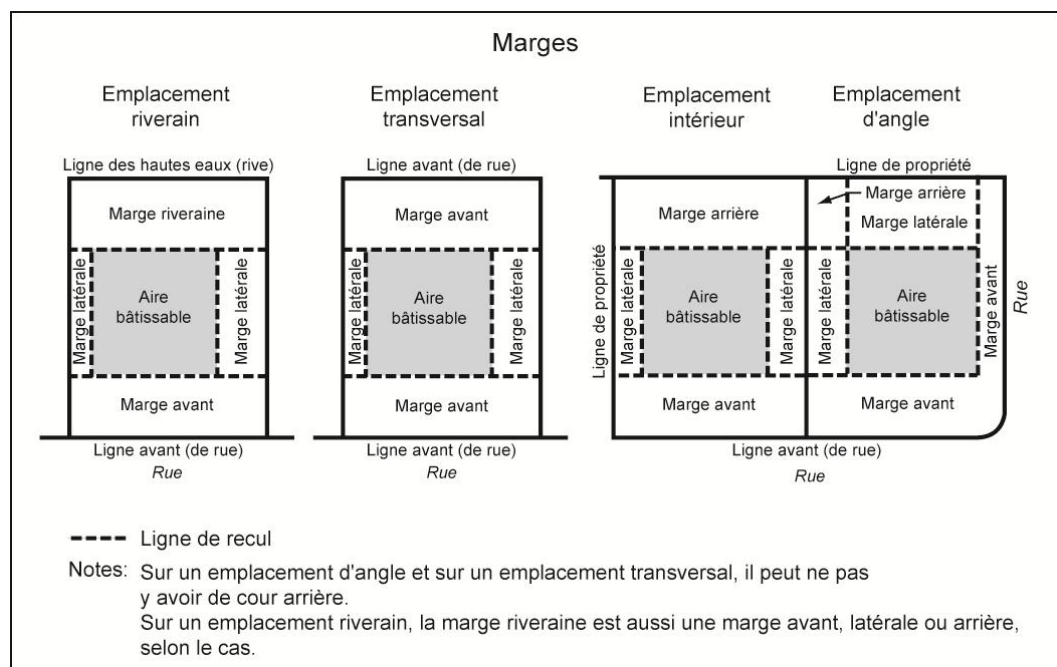 Marges
Emplacement
riverain
Ligne des hautes eaux (rive)
Marge riveraine
Marge latérale
Aire
bâtissable
Marge latérale
Marge avant
Ligne avant (de rue)
Rue
Emplacement
transversal
Ligne avant (de rue)
Marge avant
Marge latérale
Aire
bâtissable
Marge latérale
Marge avant
Ligne avant (de rue)
Rue
Emplacement
intérieur
Marge arrière
Ligne de propriété
Marge latérale
Aire
bâtissable
Marge latérale
Marge avant
Emplacement
d'angle
Ligne de propriété
Marge arrière
Marge latérale
Marge latérale
Aire
bâtissable
Marge avant
Rue
Marge avant
Ligne avant (de rue)
Rue
Ligne de recul
Notes: Sur un emplacement d'angle et sur un emplacement transversal, il peut ne pas
y avoir de cour arrière.
Sur un emplacement riverain, la marge riveraine est aussi une marge avant, latérale ou arrière,
selon le cas.